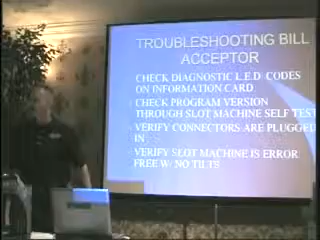 TROUBLESHOOTING BILL
ACCEPTOR
CHECK DIAGNOSTIC L.E.D. CODES
ON INFORMATION CARD.
CHECK PROGRAM VERSION
THROUGH SLOT MACHINE SELF TEST
VERIFY CONNECTORS ARE PLUGGED
IN.
VERIFY SLOT MACHINE IS ERROR
FREE W/ NO TILTS